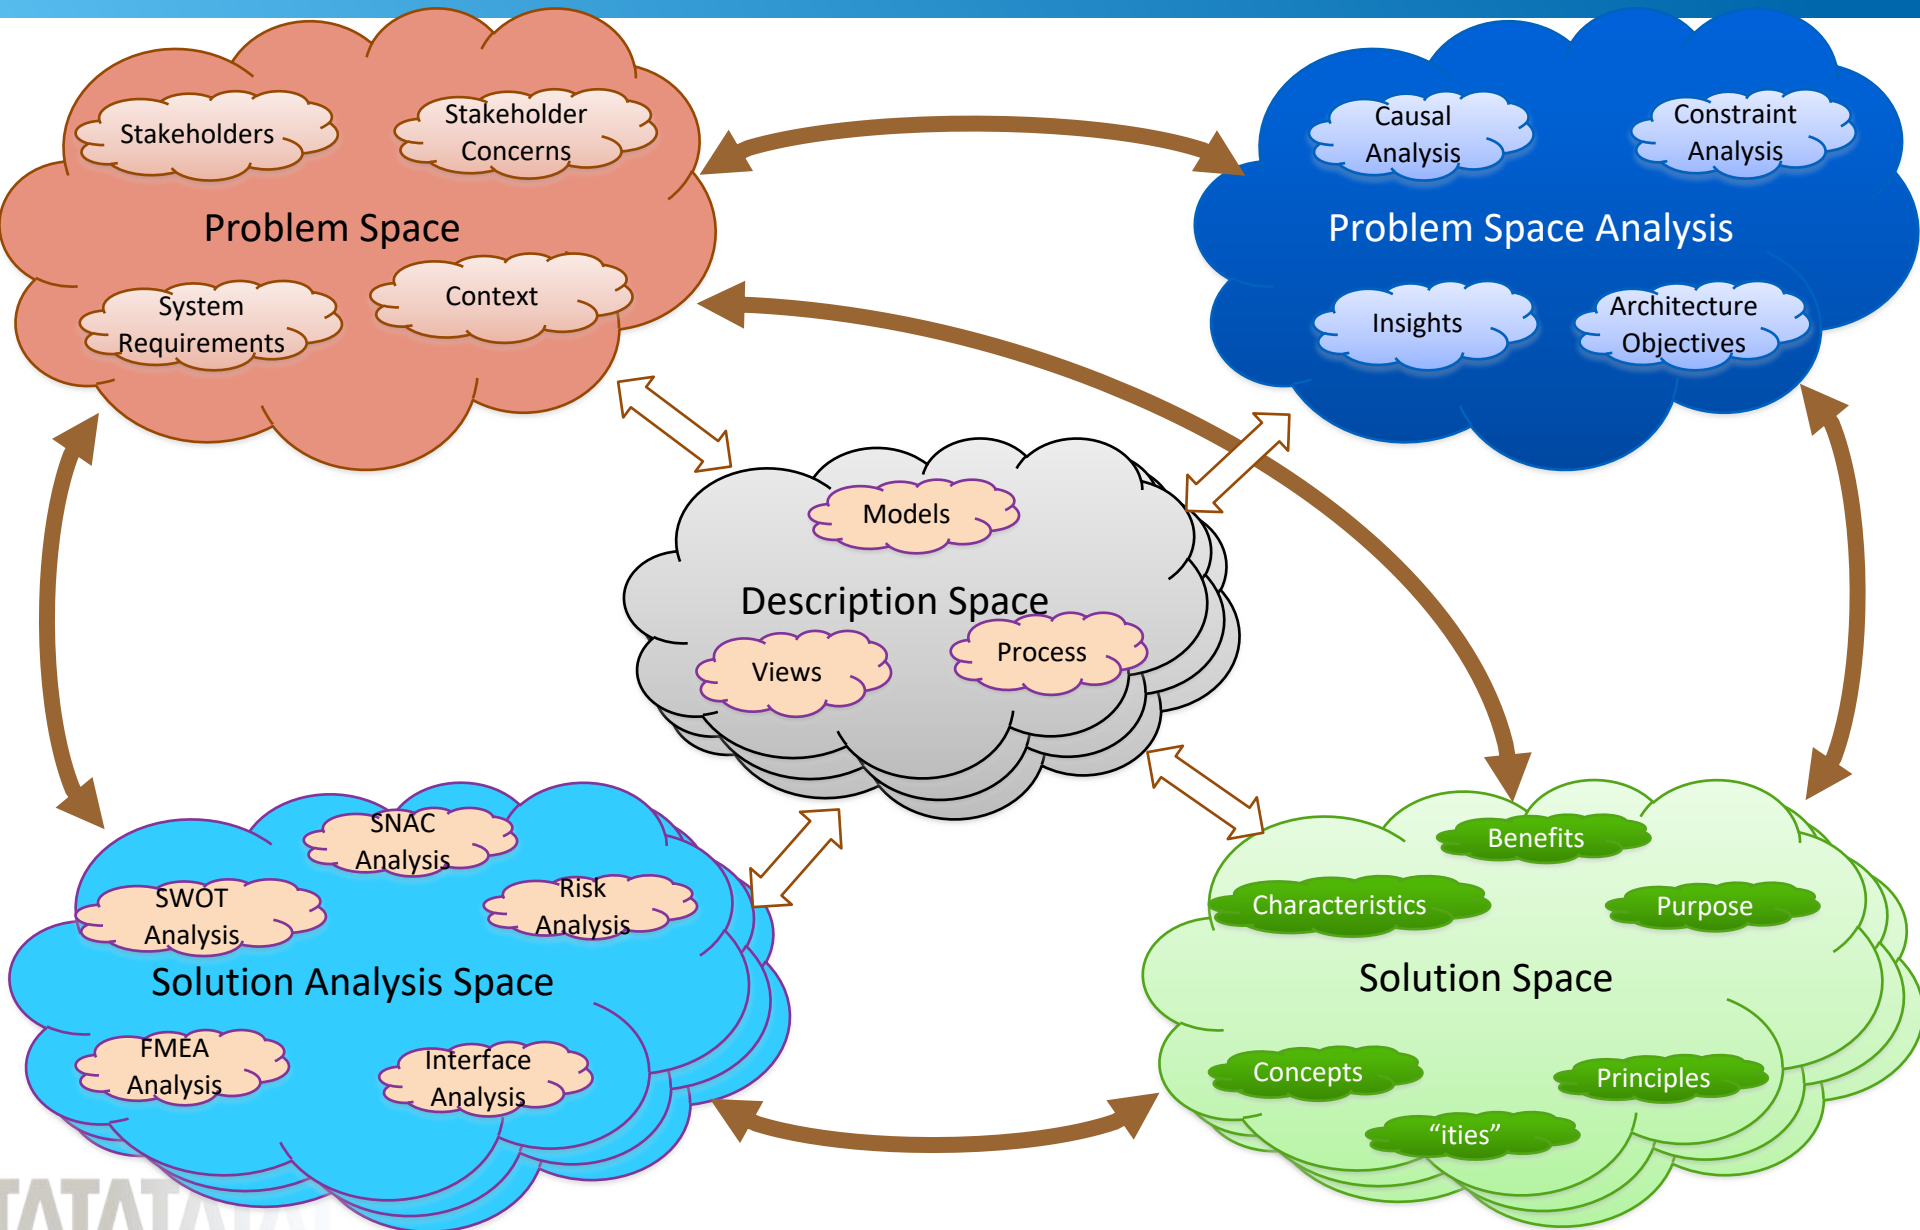 Stakeholders
Stakeholder
Concerns
Problem Space
System
Requirements
Context
Causal
Analysis
Constraint
Analysis
Problem Space Analysis
Insights
Architecture
Objectives
Models
Description Space
Views
Process
SNAC
Analysis
SWOT
Analysis
Risk
Analysis
Solution Analysis Space
FMEA
Analysis
Interface
Analysis
Benefits
Characteristics
Purpose
Solution Space
Concepts
Principles
“ities”